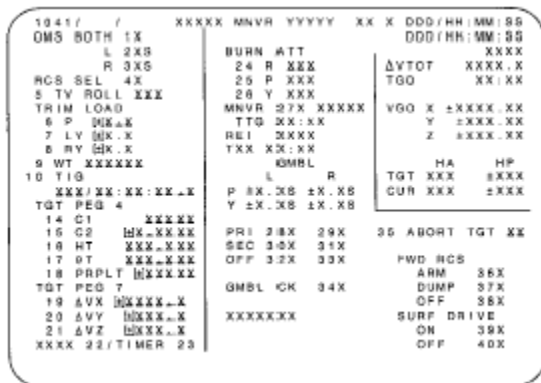 1041/ / XXXXX MNVR YYYYY XX X DDD/HH:MM:SS
DDD/HH:MM:SS
OMS BOTH 1X
L 2XS
R 3XS
RCS SEL 4X
5 TV ROLL XXX
TRIM LOAD
6 P [±]X.X
7 LY [±]X.X
8 RY [±]X.X
9 WT XXXXXX
10 TIG
XXX/XX:XX:XX.X
TGT PEG 4
14 C1 XXXXX
15 C2 [±]X.XXXX
16 HT XXX.XXX
17 θT XXX.XXX
18 PRPLT [±]XXXXX
TGT PEG 7
19 ΔVX [±]XXXX.X
20 ΔVY [±]XXX.X
21 ΔVZ [±]XXX.X
XXXX 22/TIMER 23
BURN ATT
24 R XXX
25 P XXX
26 Y XXX
MNVR 27X XXXXX
TTG XX:XX
REI XXXX
TXX XX:XX
GMBL
L R
P ±X.XS ±X.XS
Y ±X.XS ±X.XS
PRI 28X 29X
SEC 30X 31X
OFF 32X 33X
GMBL CK 34X
XXXXXXX
XXXX
ΔVTOT XXXX.X
TGO XX:XX
VGO X ±XXXX.XX
Y ±XXX.XX
Z ±XXX.XX
HA HP
TGT XXX ±XXX
CUR XXX ±XXX
35 ABORT TGT XX
FWD RCS
ARM 36X
DUMP 37X
OFF 38X
SURF DRIVE
ON 39X
OFF 40X